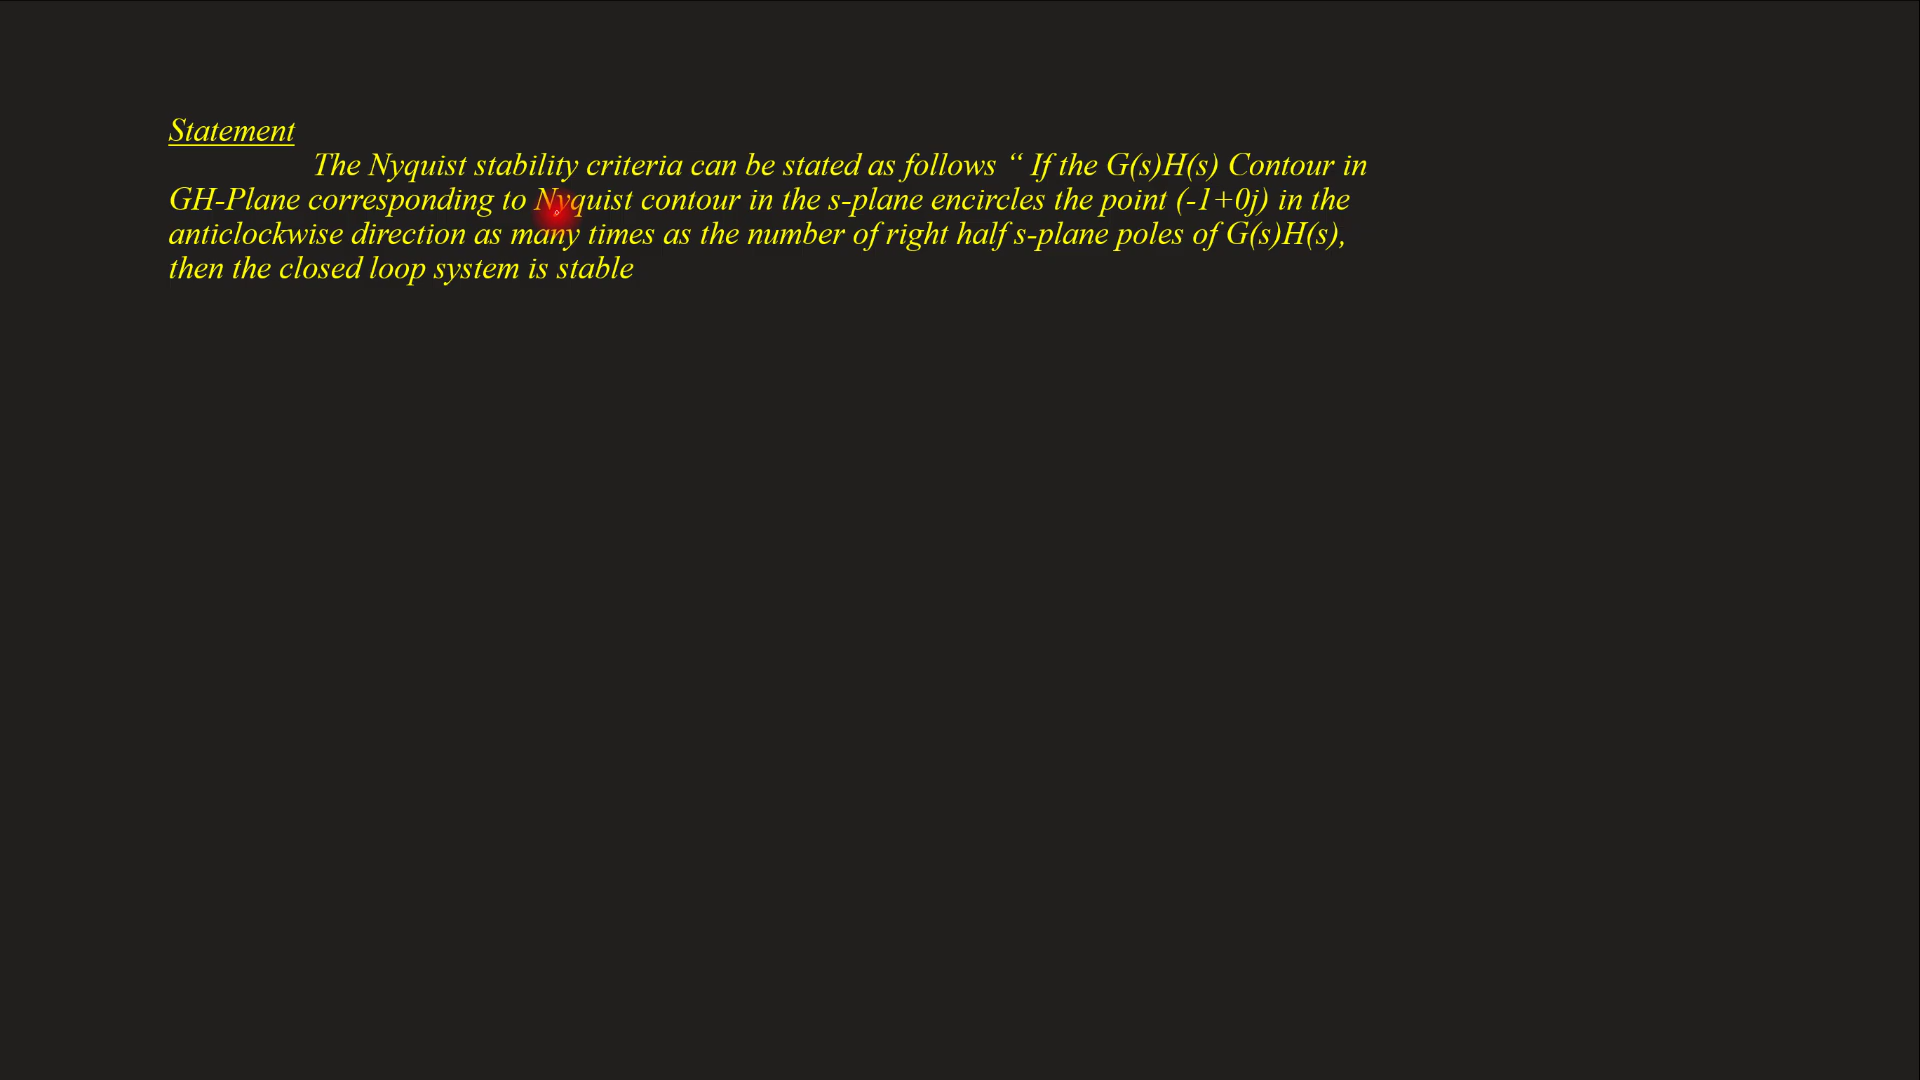 Statement
The Nyquist stability criteria can be stated as follows “ If the G(s)H(s) Contour in
GH-Plane corresponding to Nyquist contour in the s-plane encircles the point (-1+0j) in the
anticlockwise direction as many times as the number of right half s-plane poles of G(s)H(s),
then the closed loop system is stable